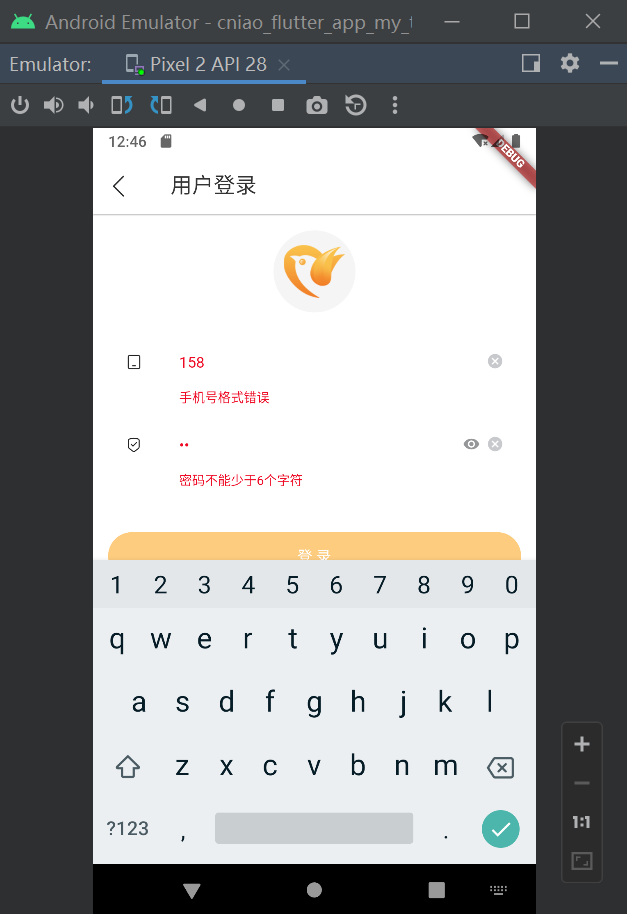 Android Emulator - cniao_flutter_app_my_
Emulator:
Pixel 2 API 28
12:46
DEBUG
用户登录
158
手机号格式错误
••
密码不能少于6个字符
登 录
1 2 3 4 5 6 7 8 9 0
q w e r t y u i o p
a s d f g h j k l
z x c v b n m
?123 , .
1:1